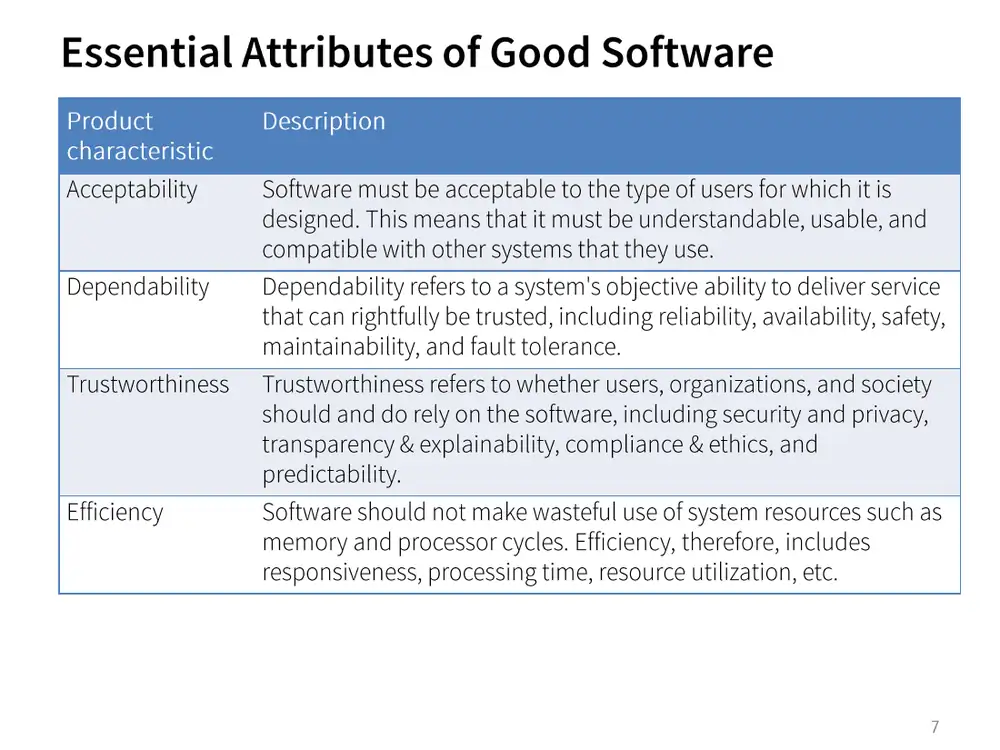 Essential Attributes of Good Software
Product
characteristic
Description
Acceptability
Software must be acceptable to the type of users for which it is
designed. This means that it must be understandable, usable, and
compatible with other systems that they use.
Dependability
Dependability refers to a system's objective ability to deliver service
that can rightfully be trusted, including reliability, availability, safety,
maintainability, and fault tolerance.
Trustworthiness
Trustworthiness refers to whether users, organizations, and society
should and do rely on the software, including security and privacy,
transparency & explainability, compliance & ethics, and
predictability.
Efficiency
Software should not make wasteful use of system resources such as
memory and processor cycles. Efficiency, therefore, includes
responsiveness, processing time, resource utilization, etc.
7